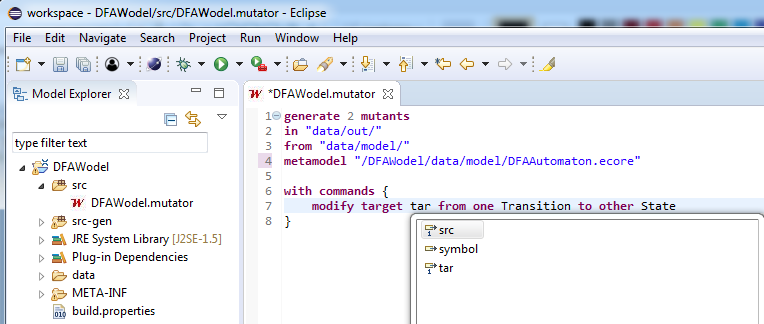 workspace - DFAWodel/src/DFAWodel.mutator - Eclipse
File Edit Navigate Search Project Run Window Help
Model Explorer
type filter text
DFAWodel
src
DFAWodel.mutator
src-gen
JRE System Library [J2SE-1.5]
Plug-in Dependencies
data
META-INF
build.properties
*DFAWodel.mutator
1 generate 2 mutants
2 in "data/out/"
3 from "data/model/"
4 metamodel "/DFAWodel/data/model/DFAAutomaton.ecore"
5
6 with commands {
7 modify target tar from one Transition to other State
8 }
src
symbol
tar